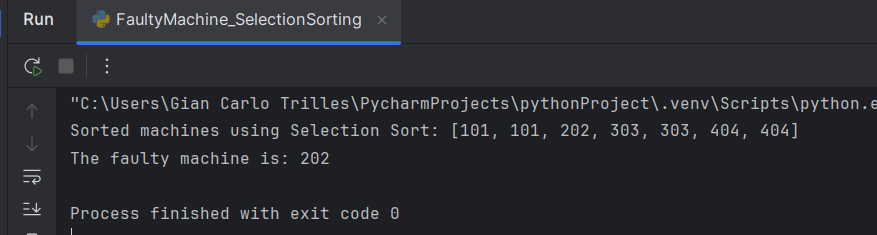 Run FaultyMachine_SelectionSorting
"C:\Users\Gian Carlo Trilles\PycharmProjects\pythonProject\.venv\Scripts\python.e
Sorted machines using Selection Sort: [101, 101, 202, 303, 303, 404, 404]
The faulty machine is: 202
Process finished with exit code 0